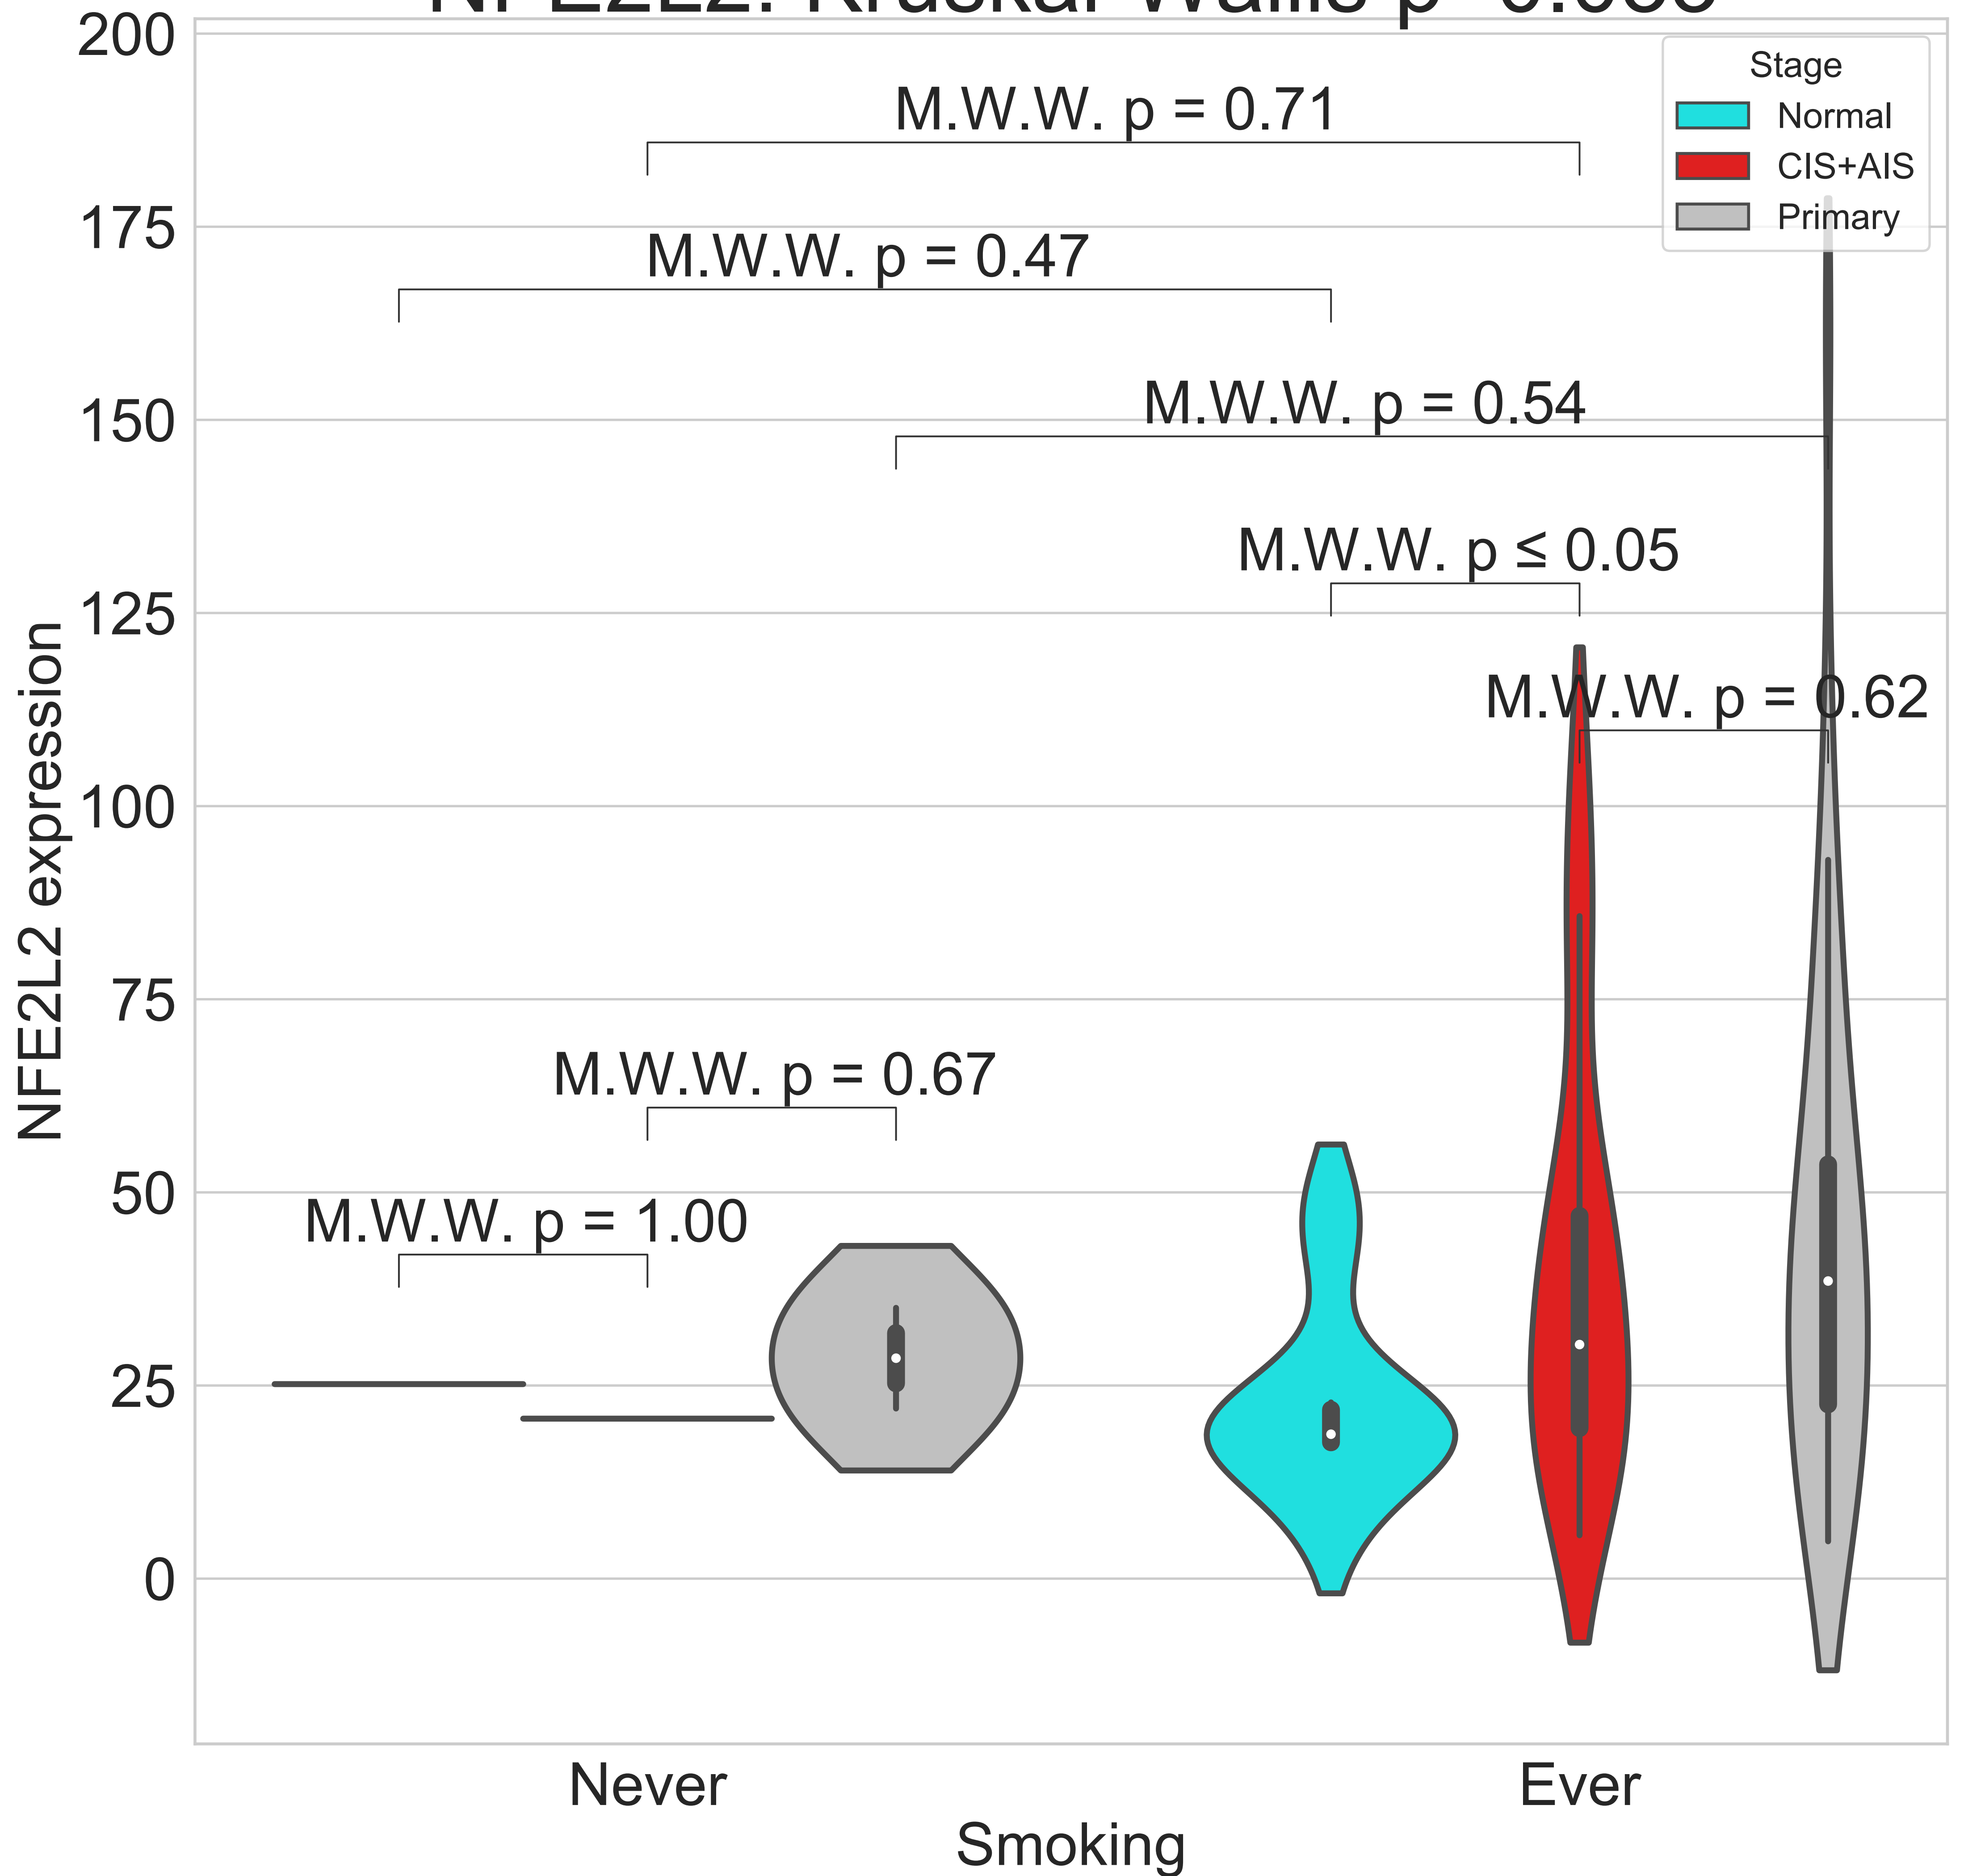 200
175
150
125
100
75
50
25
0
NFE2L2 expression
Stage
Normal
CIS+AIS
Primary
M.W.W. p = 0.71
M.W.W. p = 0.47
M.W.W. p = 0.54
M.W.W. p ≤ 0.05
M.W.W. p = 0.62
M.W.W. p = 0.67
M.W.W. p = 1.00
Never
Ever
Smoking